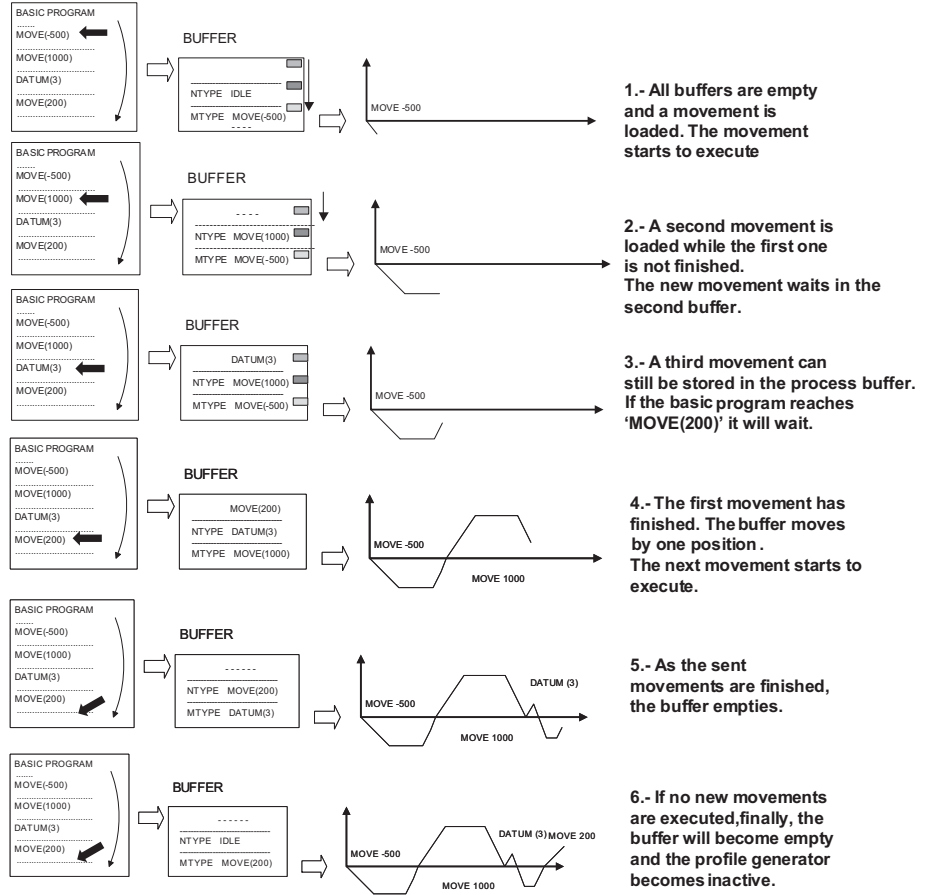 BASIC PROGRAM
.......
MOVE(-500)
MOVE(1000)
DATUM(3)
MOVE(200)
BUFFER
NTYPE IDLE
MTYPE MOVE(-500)
- - - -
MOVE -500
1.- All buffers are empty
and a movement is
loaded. The movement
starts to execute
BASIC PROGRAM
.......
MOVE(-500)
MOVE(1000)
DATUM(3)
MOVE(200)
BUFFER
- - - -
NTYPE MOVE(1000)
MTYPE MOVE(-500)
MOVE -500
2.- A second movement is
loaded while the first one
is not finished.
The new movement waits in the
second buffer.
BASIC PROGRAM
.......
MOVE(-500)
MOVE(1000)
DATUM(3)
MOVE(200)
BUFFER
DATUM(3)
NTYPE MOVE(1000)
MTYPE MOVE(-500)
MOVE -500
3.- A third movement can
still be stored in the process buffer.
If the basic program reaches
‘MOVE(200)’ it will wait.
BASIC PROGRAM
.......
MOVE(-500)
MOVE(1000)
DATUM(3)
MOVE(200)
BUFFER
MOVE(200)
NTYPE DATUM(3)
MTYPE MOVE(1000)
MOVE -500
MOVE 1000
4.- The first movement has
finished. The buffer moves
by one position .
The next movement starts to
execute.
BASIC PROGRAM
.......
MOVE(-500)
MOVE(1000)
DATUM(3)
MOVE(200)
BUFFER
- - - - -
NTYPE MOVE(200)
MTYPE DATUM(3)
MOVE -500
DATUM (3)
MOVE 1000
5.- As the sent
movements are finished,
the buffer empties.
BASIC PROGRAM
.......
MOVE(-500)
MOVE(1000)
DATUM(3)
MOVE(200)
BUFFER
- - - - -
NTYPE IDLE
MTYPE MOVE(200)
MOVE -500
DATUM (3) MOVE 200
MOVE 1000
6.- If no new movements
are executed,finally, the
buffer will become empty
and the profile generator
becomes inactive.